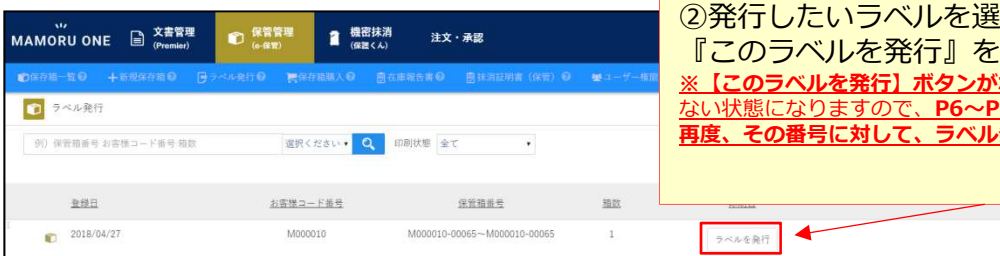 MAMORU ONE
文書管理
(Premier)
保管管理
(e-保管)
機密抹消
(保護くん)
注文・承認
保存箱一覧
+新規保存箱
ラベル発行
保存箱購入
在庫報告書
抹消証明書（保管）
ユーザー権限
ラベル発行
例）保管箱番号 お客様コード番号 箱数
選択ください
印刷状態
全て
登録日
お客様コード番号
保管箱番号
箱数
2018/04/27
M000010
M000010-00065～M000010-00065
1
ラベルを発行
②発行したいラベルを選
『このラベルを発行』を
※【このラベルを発行】ボタンが
ない状態になりますので、P6～P
再度、その番号に対して、ラベル